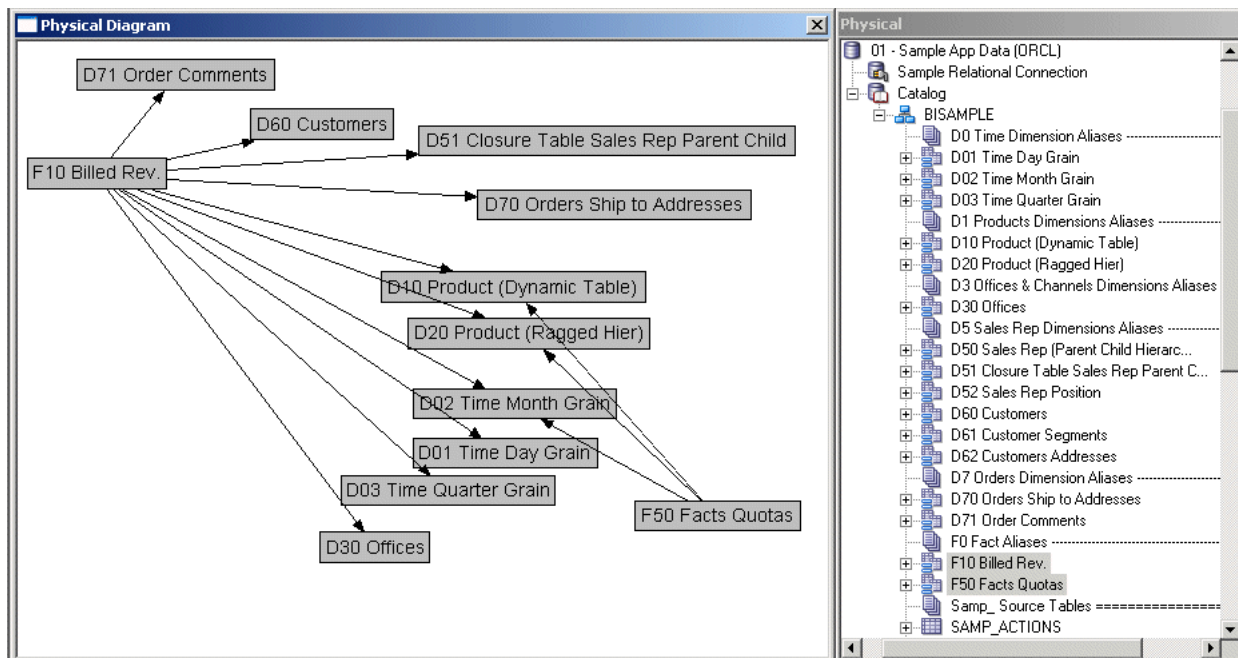 Physical Diagram
D71 Order Comments
D60 Customers
D51 Closure Table Sales Rep Parent Child
F10 Billed Rev.
D70 Orders Ship to Addresses
D10 Product (Dynamic Table)
D20 Product (Ragged Hier)
D02 Time Month Grain
D01 Time Day Grain
D03 Time Quarter Grain
F50 Facts Quotas
D30 Offices
Physical
01 - Sample App Data (ORCL)
Sample Relational Connection
Catalog
BISAMPLE
D0 Time Dimension Aliases ---------------
D01 Time Day Grain
D02 Time Month Grain
D03 Time Quarter Grain
D1 Products Dimensions Aliases ----------
D10 Product (Dynamic Table)
D20 Product (Ragged Hier)
D3 Offices & Channels Dimensions Aliases
D30 Offices
D5 Sales Rep Dimensions Aliases ---------
D50 Sales Rep (Parent Child Hierarc...
D51 Closure Table Sales Rep Parent C...
D52 Sales Rep Position
D60 Customers
D61 Customer Segments
D62 Customers Addresses
D7 Orders Dimension Aliases -------------
D70 Orders Ship to Addresses
D71 Order Comments
F0 Fact Aliases -------------------------
F10 Billed Rev.
F50 Facts Quotas
Samp_ Source Tables ==================
SAMP_ACTIONS